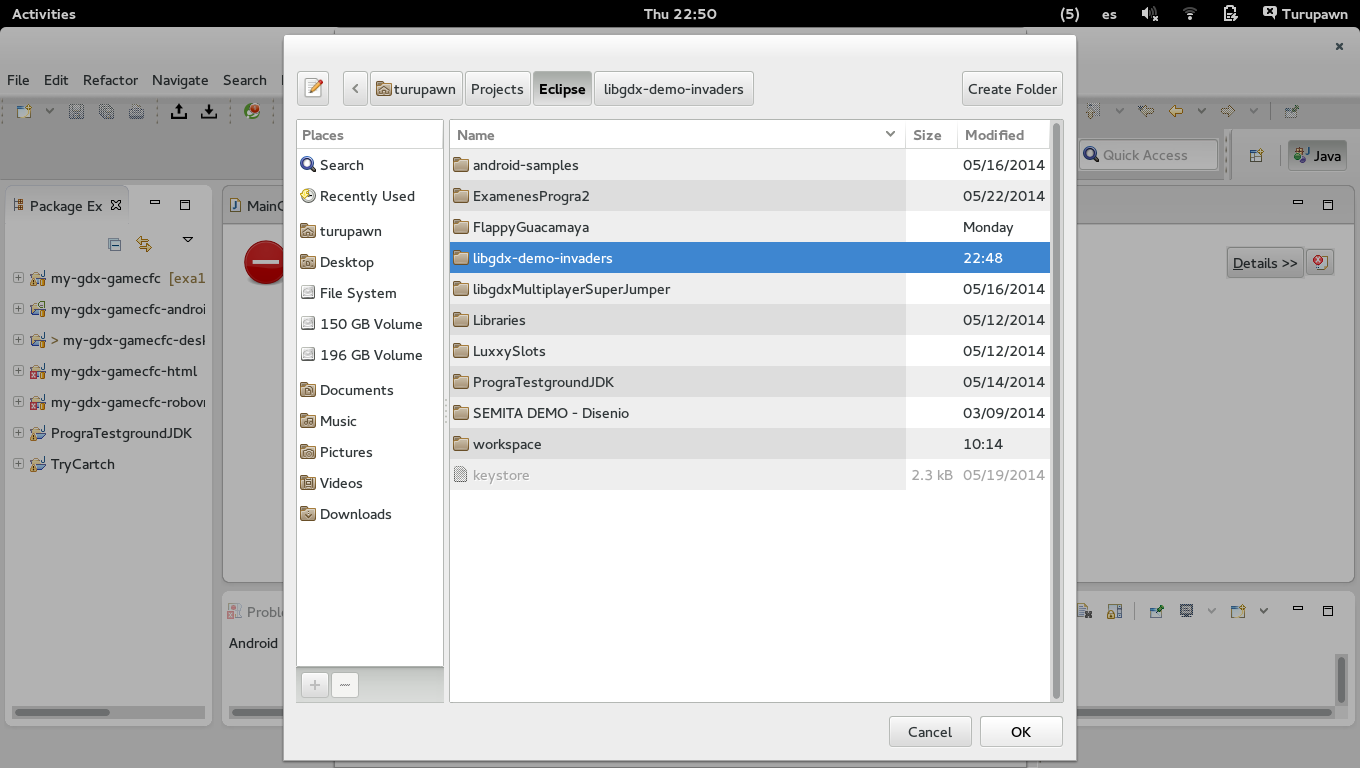 Activities Thu 22:50 (5) es Turupawn
File Edit Refactor Navigate Search
turupawn Projects Eclipse libgdx-demo-invaders Create Folder
Quick Access Java
Places
Search
Recently Used
turupawn
Desktop
File System
150 GB Volume
196 GB Volume
Documents
Music
Pictures
Videos
Downloads
Name Size Modified
android-samples 05/16/2014
ExamenesProgra2 05/22/2014
FlappyGuacamaya Monday
libgdx-demo-invaders 22:48
libgdxMultiplayerSuperJumper 05/16/2014
Libraries 05/12/2014
LuxxySlots 05/12/2014
PrograTestgroundJDK 05/14/2014
SEMITA DEMO - Disenio 03/09/2014
workspace 10:14
keystore 2.3 kB 05/19/2014
Cancel OK
Package Ex
my-gdx-gamecfc [exa1
my-gdx-gamecfc-androi
> my-gdx-gamecfc-desk
my-gdx-gamecfc-html
my-gdx-gamecfc-robovr
PrograTestgroundJDK
TryCartch
MainC
Details >>
Proble
Android